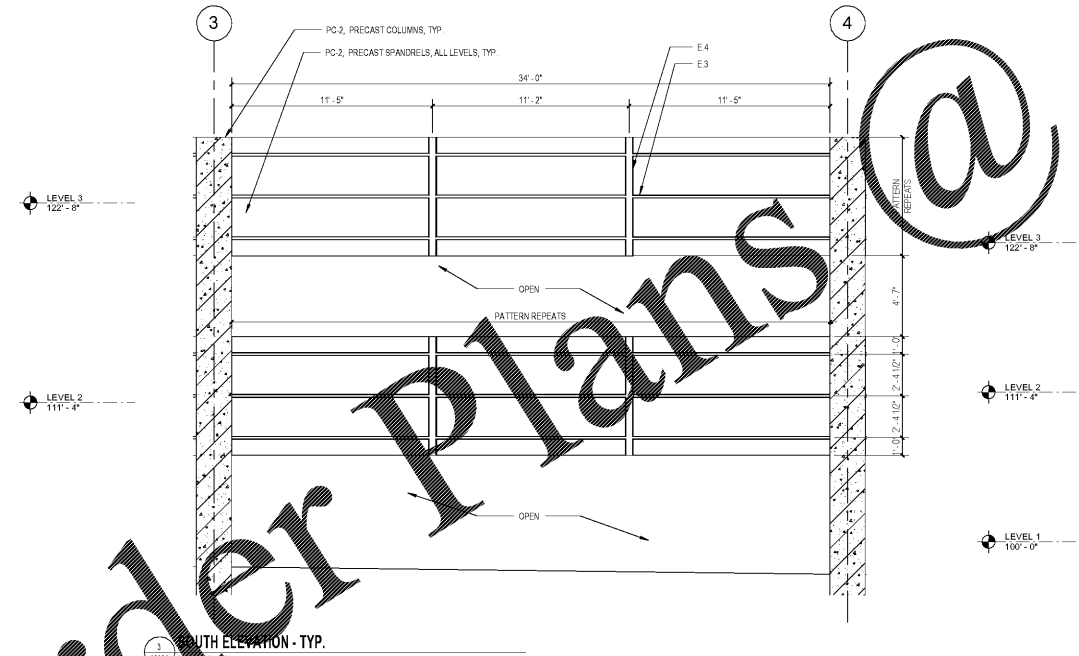 3
4
PC-2, PRECAST COLUMNS, TYP.
PC-2, PRECAST SPANDRELS, ALL LEVELS, TYP.
E.4
E.3
34' - 0"
11' - 5"
11' - 2"
11' - 5"
PATTERN
REPEATS
LEVEL 3
122' - 8"
LEVEL 3
122' - 8"
OPEN
4' - 7"
PATTERN REPEATS
1' - 0"
2' - 4 1/2"
LEVEL 2
111' - 4"
LEVEL 2
111' - 4"
2' - 4 1/2"
1' - 0"
OPEN
LEVEL 1
100' - 0"
3
SOUTH ELEVATION - TYP.
der Plans @